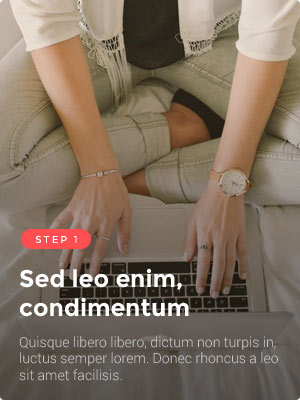 STEP 1
Sed leo enim,
condimentum
Quisque libero libero, dictum non turpis in,
luctus semper lorem. Donec rhoncus a leo
sit amet facilisis.